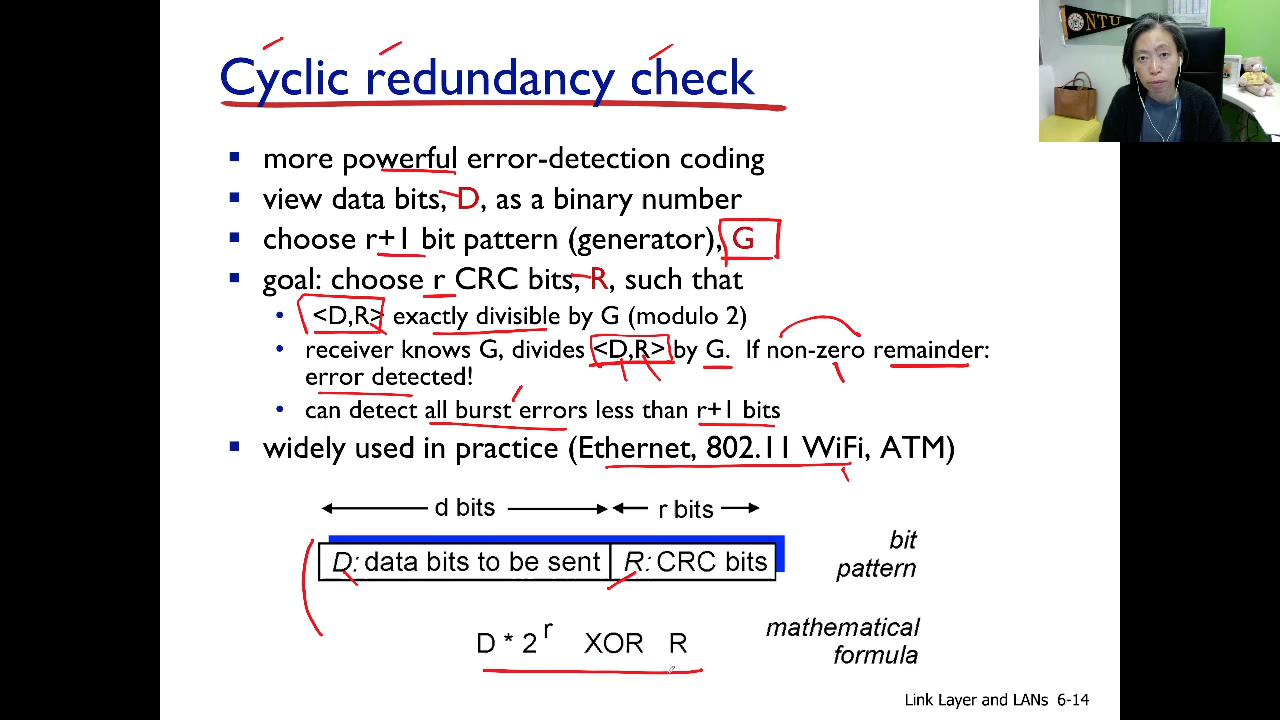 NTU
Cyclic redundancy check
▪ more powerful error-detection coding
▪ view data bits, D, as a binary number
▪ choose r+1 bit pattern (generator), G
▪ goal: choose r CRC bits, R, such that
• <D,R> exactly divisible by G (modulo 2)
• receiver knows G, divides <D,R> by G. If non-zero remainder:
error detected!
• can detect all burst errors less than r+1 bits
▪ widely used in practice (Ethernet, 802.11 WiFi, ATM)
d bits r bits
D: data bits to be sent R: CRC bits
bit
pattern
D * 2^r XOR R
mathematical
formula
Link Layer and LANs 6-14